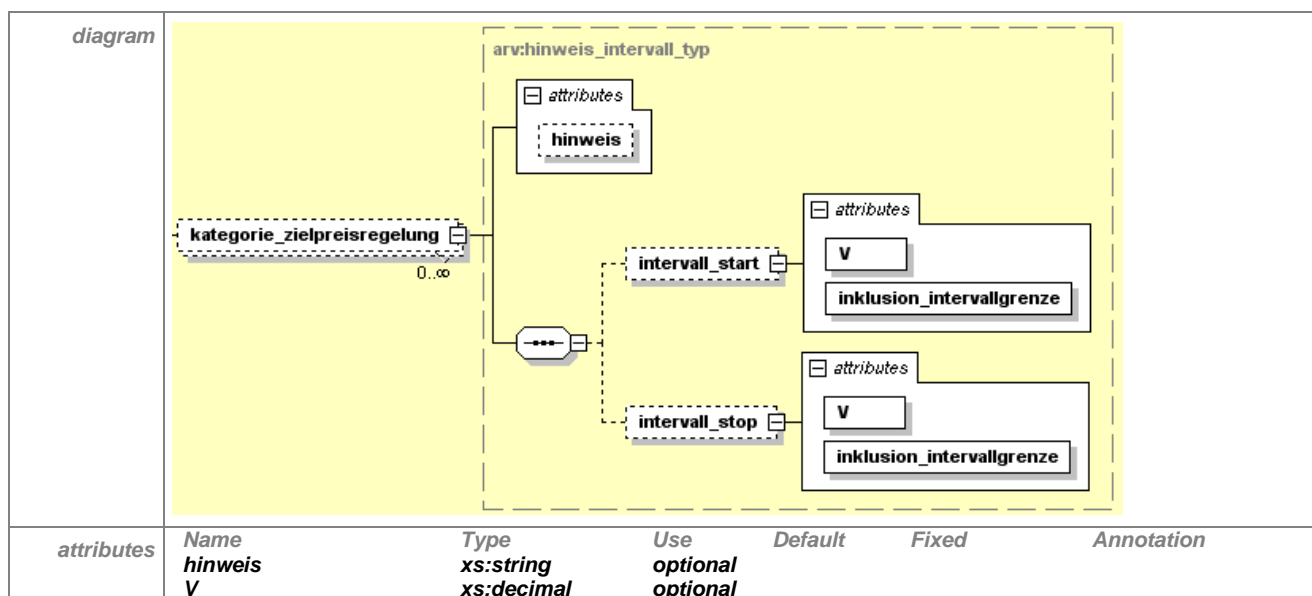 diagram
arv:hinweis_intervall_typ
attributes
hinweis
attributes
kategorie_zielpreisregelung
V
intervall_start
0..∞
inklusion_intervallgrenze
attributes
V
intervall_stop
inklusion_intervallgrenze
attributes Name Type Use Default Fixed Annotation
hinweis xs:string optional
V xs:decimal optional